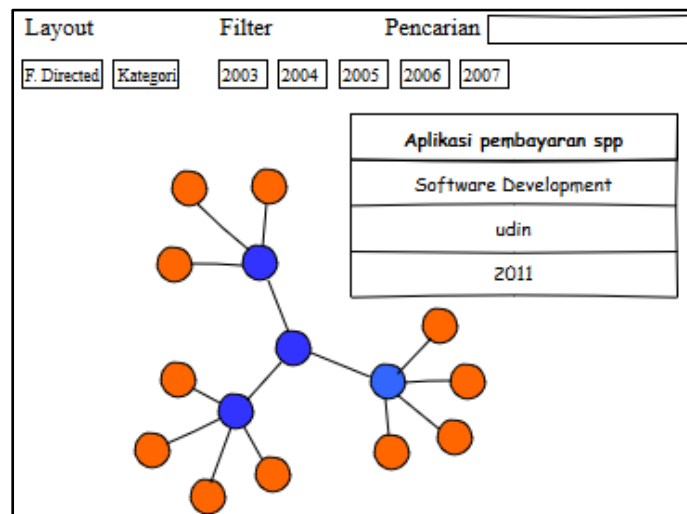 Layout Filter Pencarian
F. Directed Kategori 2003 2004 2005 2006 2007
Aplikasi pembayaran spp
Software Development
udin
2011